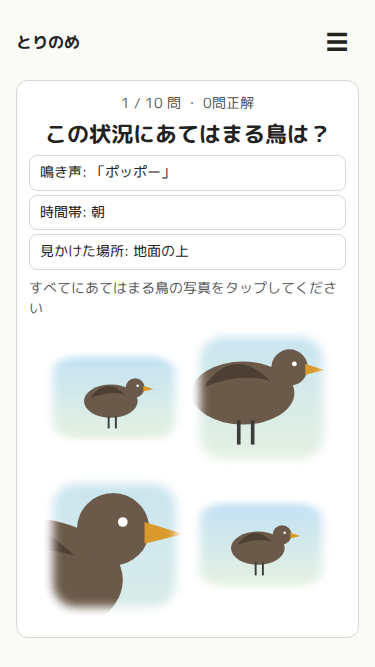 とりのめ
1 / 10 問 · 0問正解
この状況にあてはまる鳥は？
鳴き声: 「ポッポー」
時間帯: 朝
見かけた場所: 地面の上
すべてにあてはまる鳥の写真をタップしてくださ
い